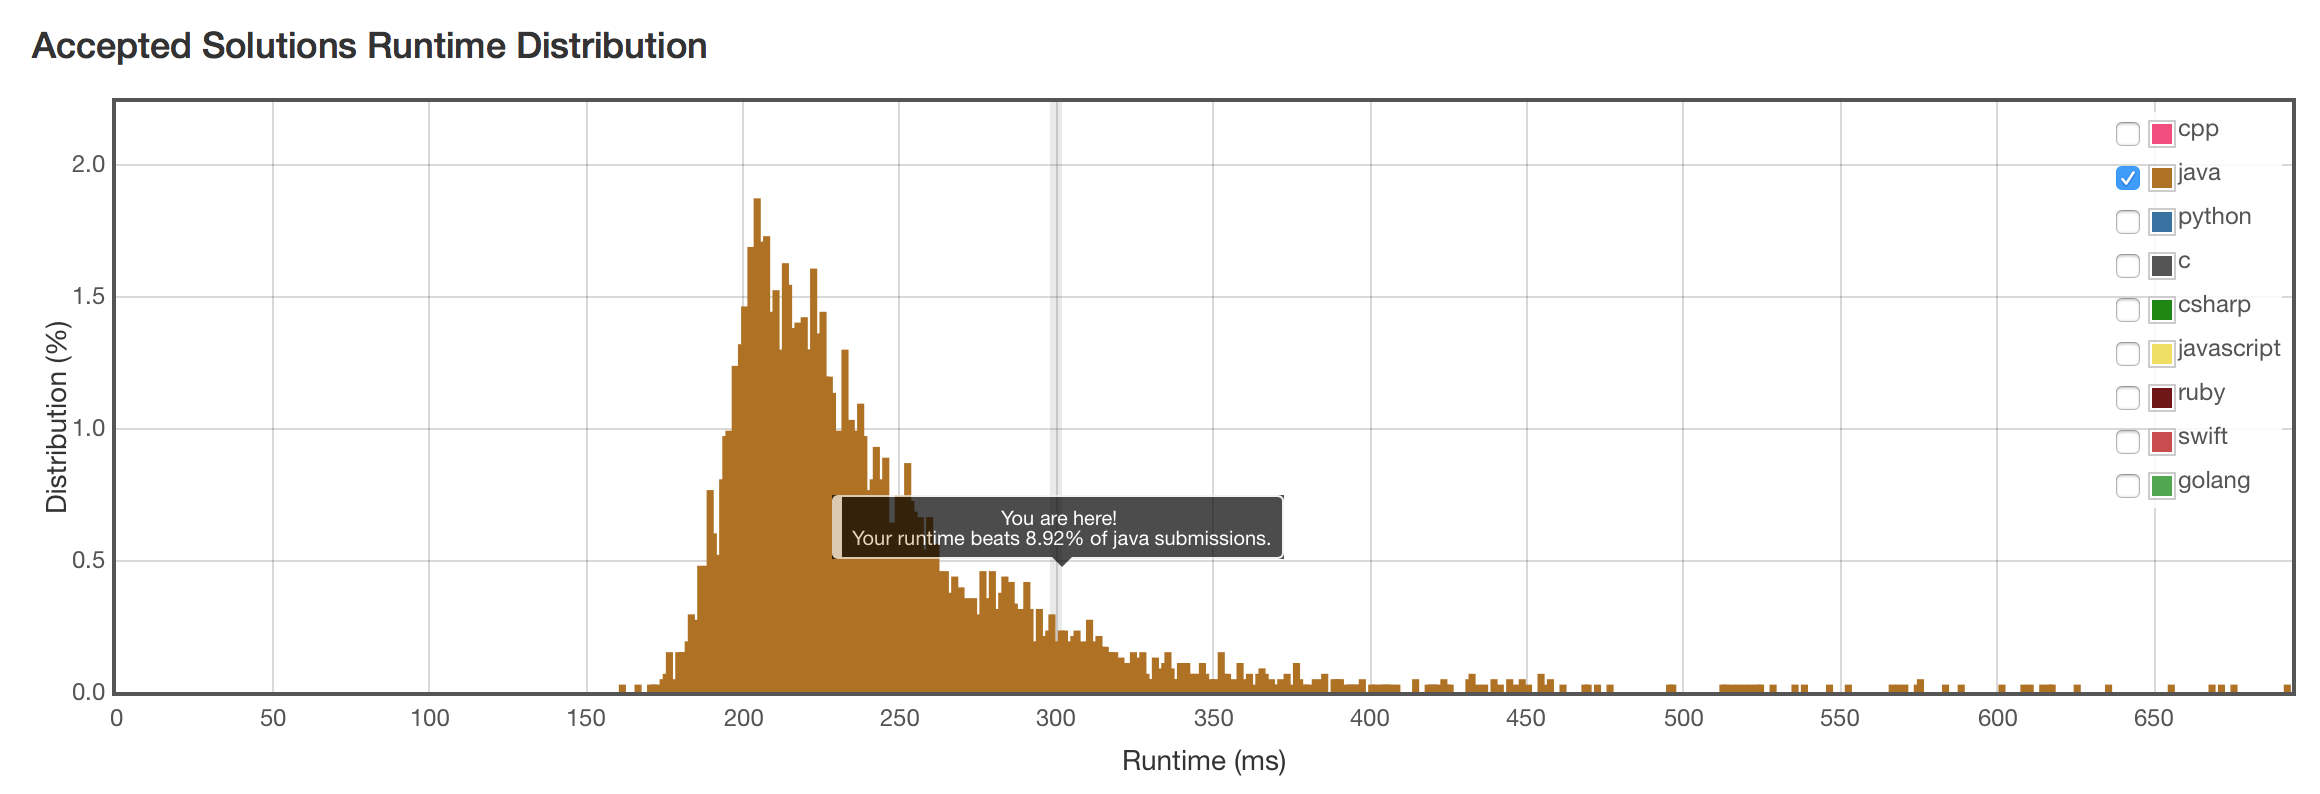 Accepted Solutions Runtime Distribution
cpp
java
python
c
csharp
javascript
ruby
swift
golang
Distribution (%)
2.0
1.5
1.0
0.5
0.0
You are here!
Your runtime beats 8.92% of java submissions.
0 50 100 150 200 250 300 350 400 450 500 550 600 650
Runtime (ms)